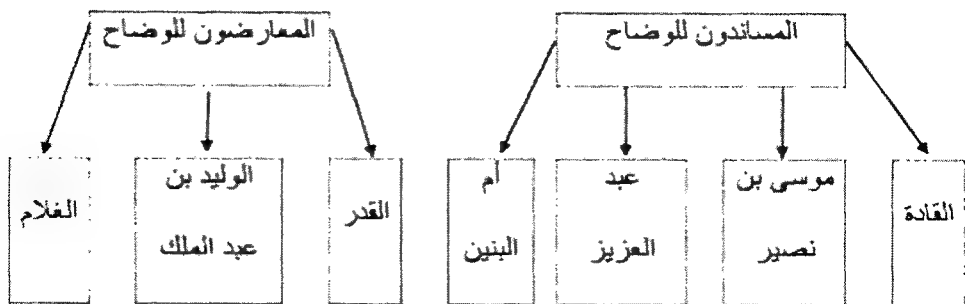 المساندون للوضاح
المعارضون للوضاح
القادة
موسى بن
نصير
عبد
العزيز
أم
البنين
القدر
الوليد بن
عبد الملك
الغلام